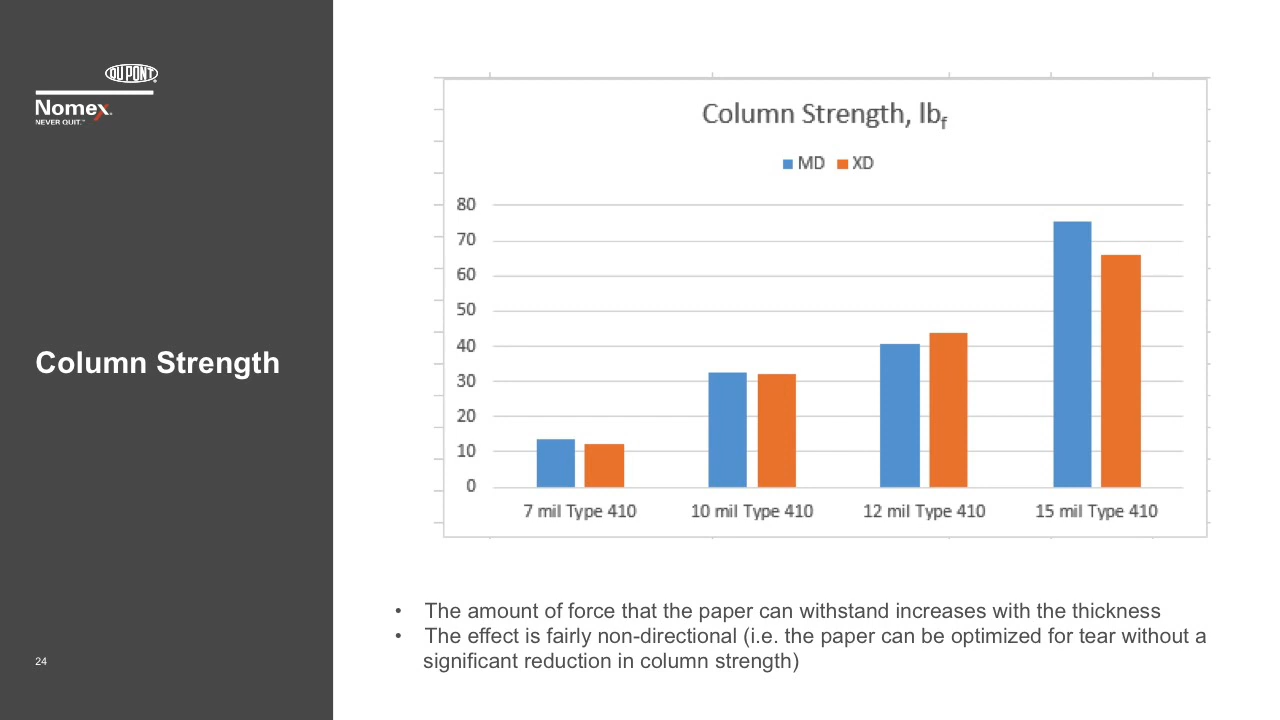 DU PONT
Nomex®
NEVER QUIT.™
Column Strength
24
Column Strength, lbf
MD XD
80
70
60
50
40
30
20
10
0
7 mil Type 410 10 mil Type 410 12 mil Type 410 15 mil Type 410
• The amount of force that the paper can withstand increases with the thickness
• The effect is fairly non-directional (i.e. the paper can be optimized for tear without a
significant reduction in column strength)